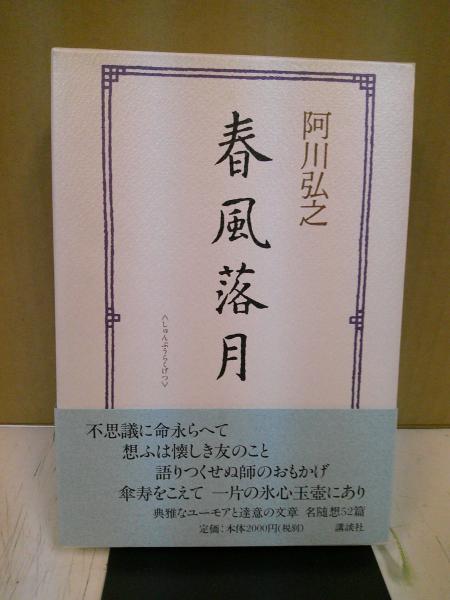 阿川弘之
春風落月
〈しゅんぷうらくげつ〉
不思議に命永らへて
想ふは懐しき友のこと
語りつくせぬ師のおもかげ
傘寿をこえて 一片の氷心玉壺にあり
典雅なユーモアと達意の文章 名随想52篇
定価：本体2000円（税別） 講談社